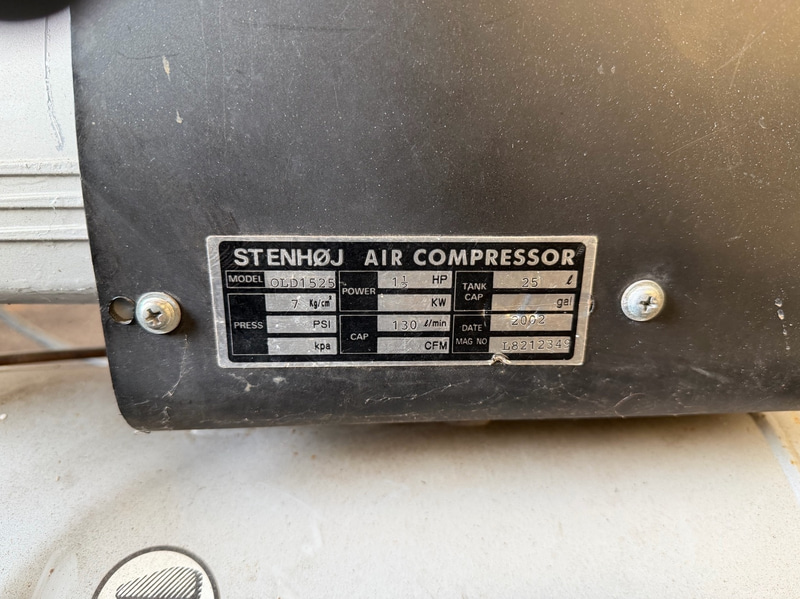 STENHØJ AIR COMPRESSOR
MODEL OLD1525 POWER 1½ HP TANK CAP 25 ℓ
PRESS 7 Kg/cm² KW gal
PSI CAP 130 ℓ/min DATE 2002
kpa CFM MAG NO L8212349